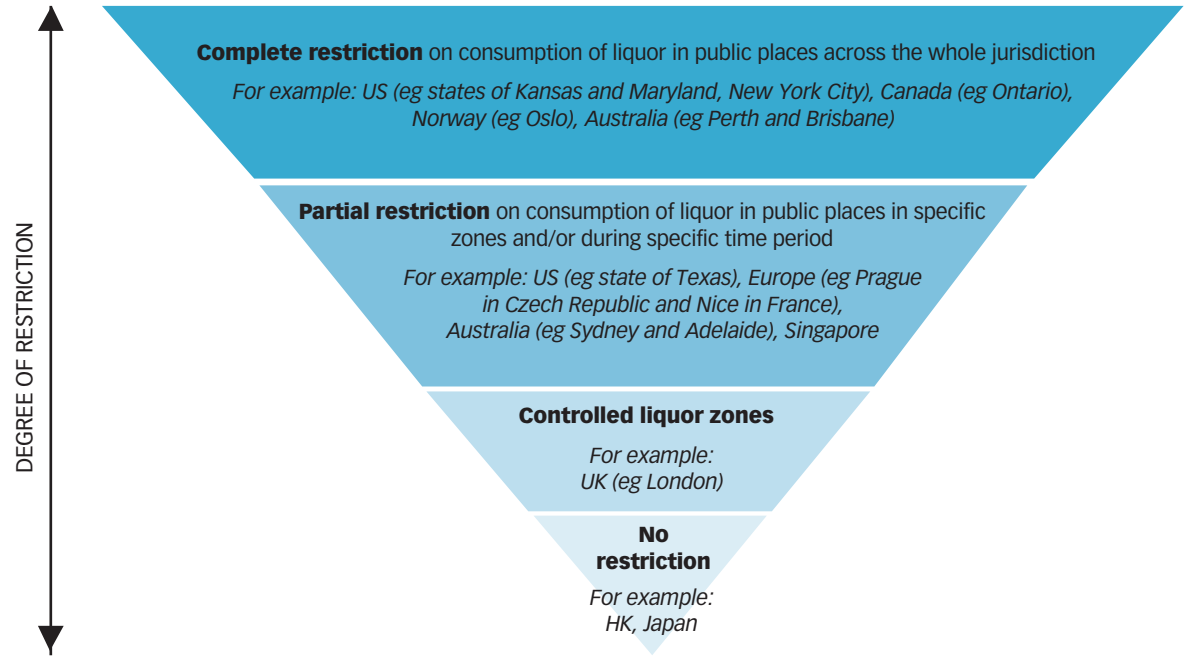 DEGREE OF RESTRICTION
Complete restriction on consumption of liquor in public places across the whole jurisdiction
For example: US (eg states of Kansas and Maryland, New York City), Canada (eg Ontario),
Norway (eg Oslo), Australia (eg Perth and Brisbane)
Partial restriction on consumption of liquor in public places in specific
zones and/or during specific time period
For example: US (eg state of Texas), Europe (eg Prague
in Czech Republic and Nice in France),
Australia (eg Sydney and Adelaide), Singapore
Controlled liquor zones
For example:
UK (eg London)
No
restriction
For example:
HK, Japan